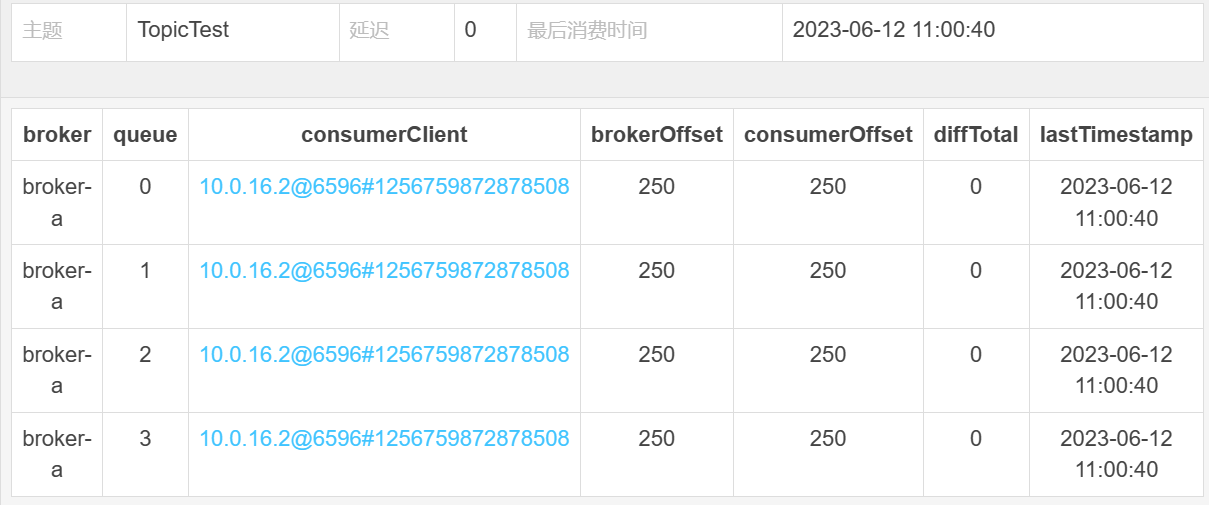 主题 TopicTest 延迟 0 最后消费时间 2023-06-12 11:00:40
broker queue consumerClient brokerOffset consumerOffset diffTotal lastTimestamp
broker- 0 10.0.16.2@6596#1256759872878508 250 250 0 2023-06-12
a 11:00:40
broker- 1 10.0.16.2@6596#1256759872878508 250 250 0 2023-06-12
a 11:00:40
broker- 2 10.0.16.2@6596#1256759872878508 250 250 0 2023-06-12
a 11:00:40
broker- 3 10.0.16.2@6596#1256759872878508 250 250 0 2023-06-12
a 11:00:40